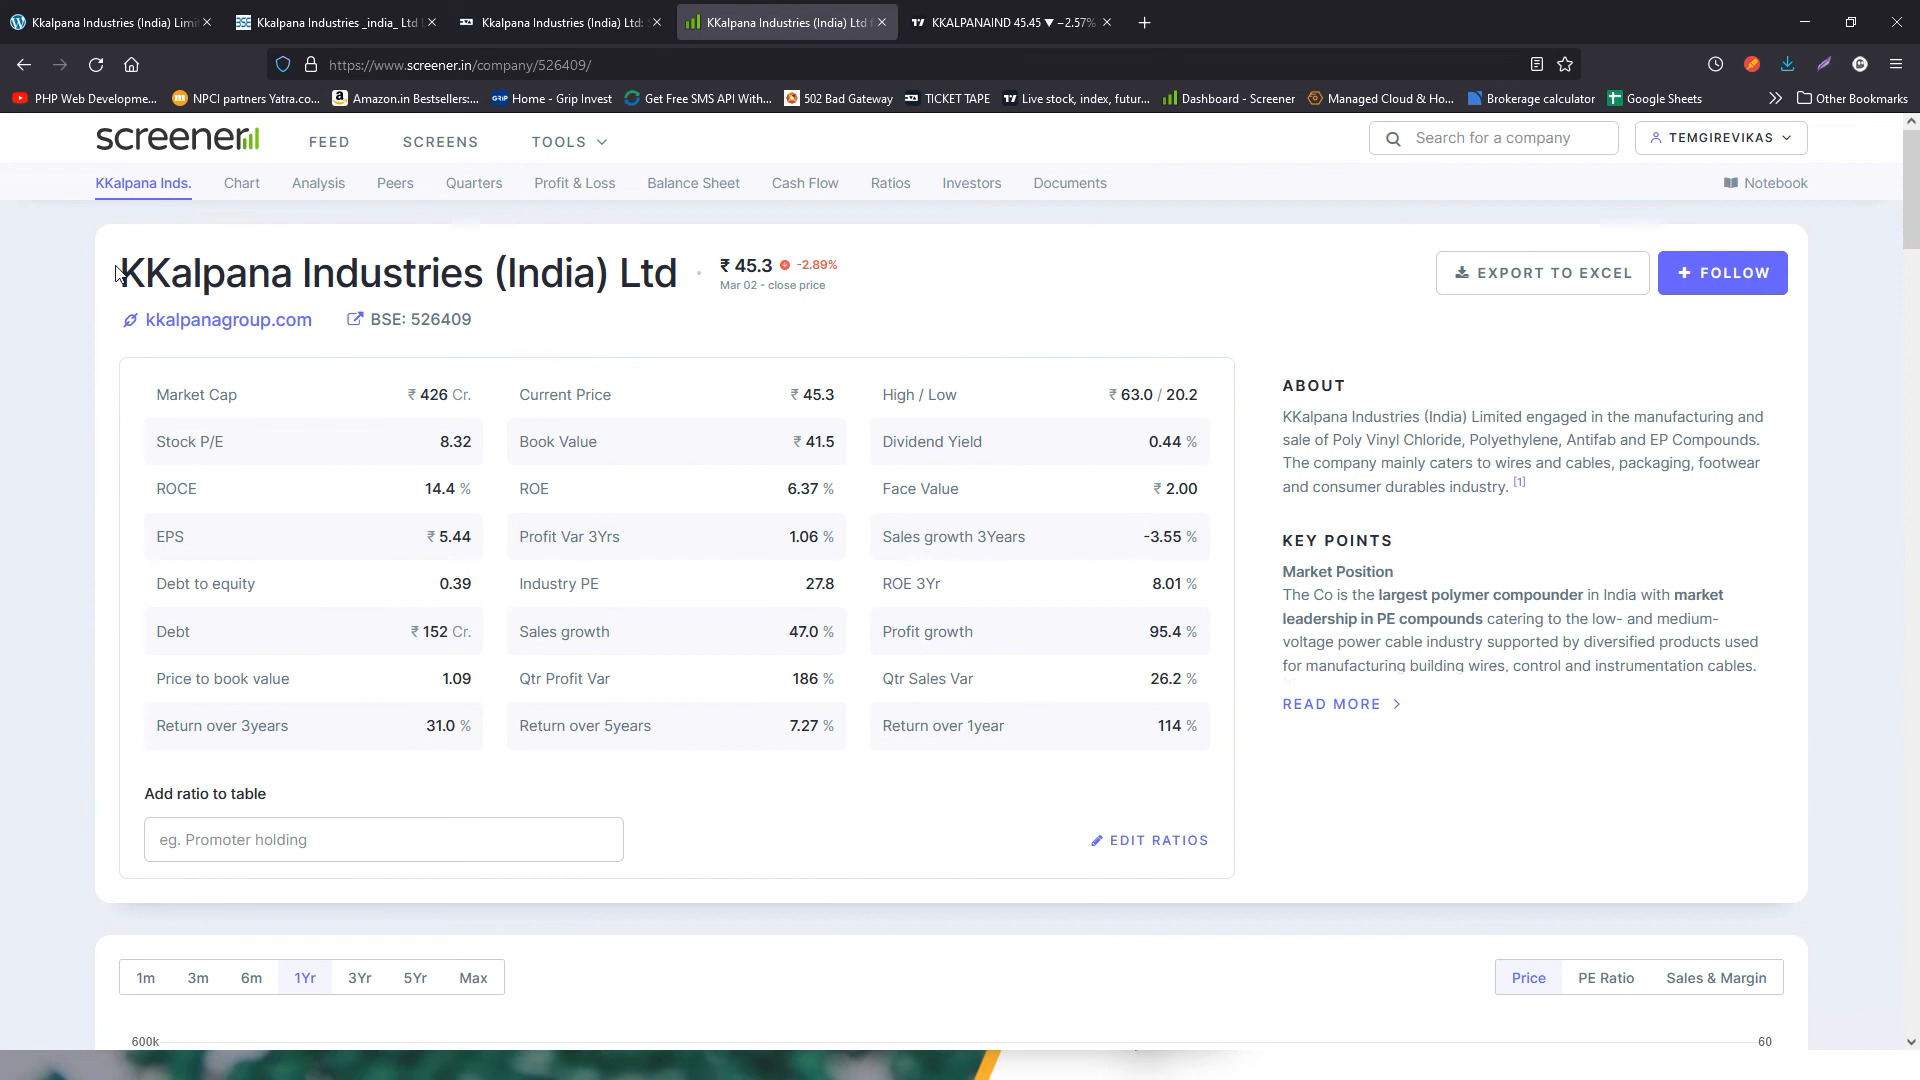 Kkalpana Industries (India) Limi
Kkalpana Industries _india_ Ltd
Kkalpana Industries (India) Ltd:
KKalpana Industries (India) Ltd
KKALPANAIND 45.45 ▼ −2.57%
https://www.screener.in/company/526409/
PHP Web Developme...
NPCI partners Yatra.co...
Amazon.in Bestsellers:...
Home - Grip Invest
Get Free SMS API With...
502 Bad Gateway
TICKET TAPE
Live stock, index, futur...
Dashboard - Screener
Managed Cloud & Ho...
Brokerage calculator
Google Sheets
Other Bookmarks
screener
FEED
SCREENS
TOOLS
Search for a company
TEMGIREVIKAS
KKalpana Inds.
Chart
Analysis
Peers
Quarters
Profit & Loss
Balance Sheet
Cash Flow
Ratios
Investors
Documents
Notebook
KKalpana Industries (India) Ltd
₹ 45.3 -2.89%
Mar 02 - close price
EXPORT TO EXCEL
+ FOLLOW
kkalpanagroup.com
BSE: 526409
Market Cap ₹ 426 Cr.
Current Price ₹ 45.3
High / Low ₹ 63.0 / 20.2
Stock P/E 8.32
Book Value ₹ 41.5
Dividend Yield 0.44 %
ROCE 14.4 %
ROE 6.37 %
Face Value ₹ 2.00
EPS ₹ 5.44
Profit Var 3Yrs 1.06 %
Sales growth 3Years -3.55 %
Debt to equity 0.39
Industry PE 27.8
ROE 3Yr 8.01 %
Debt ₹ 152 Cr.
Sales growth 47.0 %
Profit growth 95.4 %
Price to book value 1.09
Qtr Profit Var 186 %
Qtr Sales Var 26.2 %
Return over 3years 31.0 %
Return over 5years 7.27 %
Return over 1year 114 %
Add ratio to table
eg. Promoter holding
EDIT RATIOS
ABOUT
KKalpana Industries (India) Limited engaged in the manufacturing and
sale of Poly Vinyl Chloride, Polyethylene, Antifab and EP Compounds.
The company mainly caters to wires and cables, packaging, footwear
and consumer durables industry. [1]
KEY POINTS
Market Position
The Co is the largest polymer compounder in India with market
leadership in PE compounds catering to the low- and medium-
voltage power cable industry supported by diversified products used
for manufacturing building wires, control and instrumentation cables.
READ MORE
1m
3m
6m
1Yr
3Yr
5Yr
Max
Price
PE Ratio
Sales & Margin
600k
60